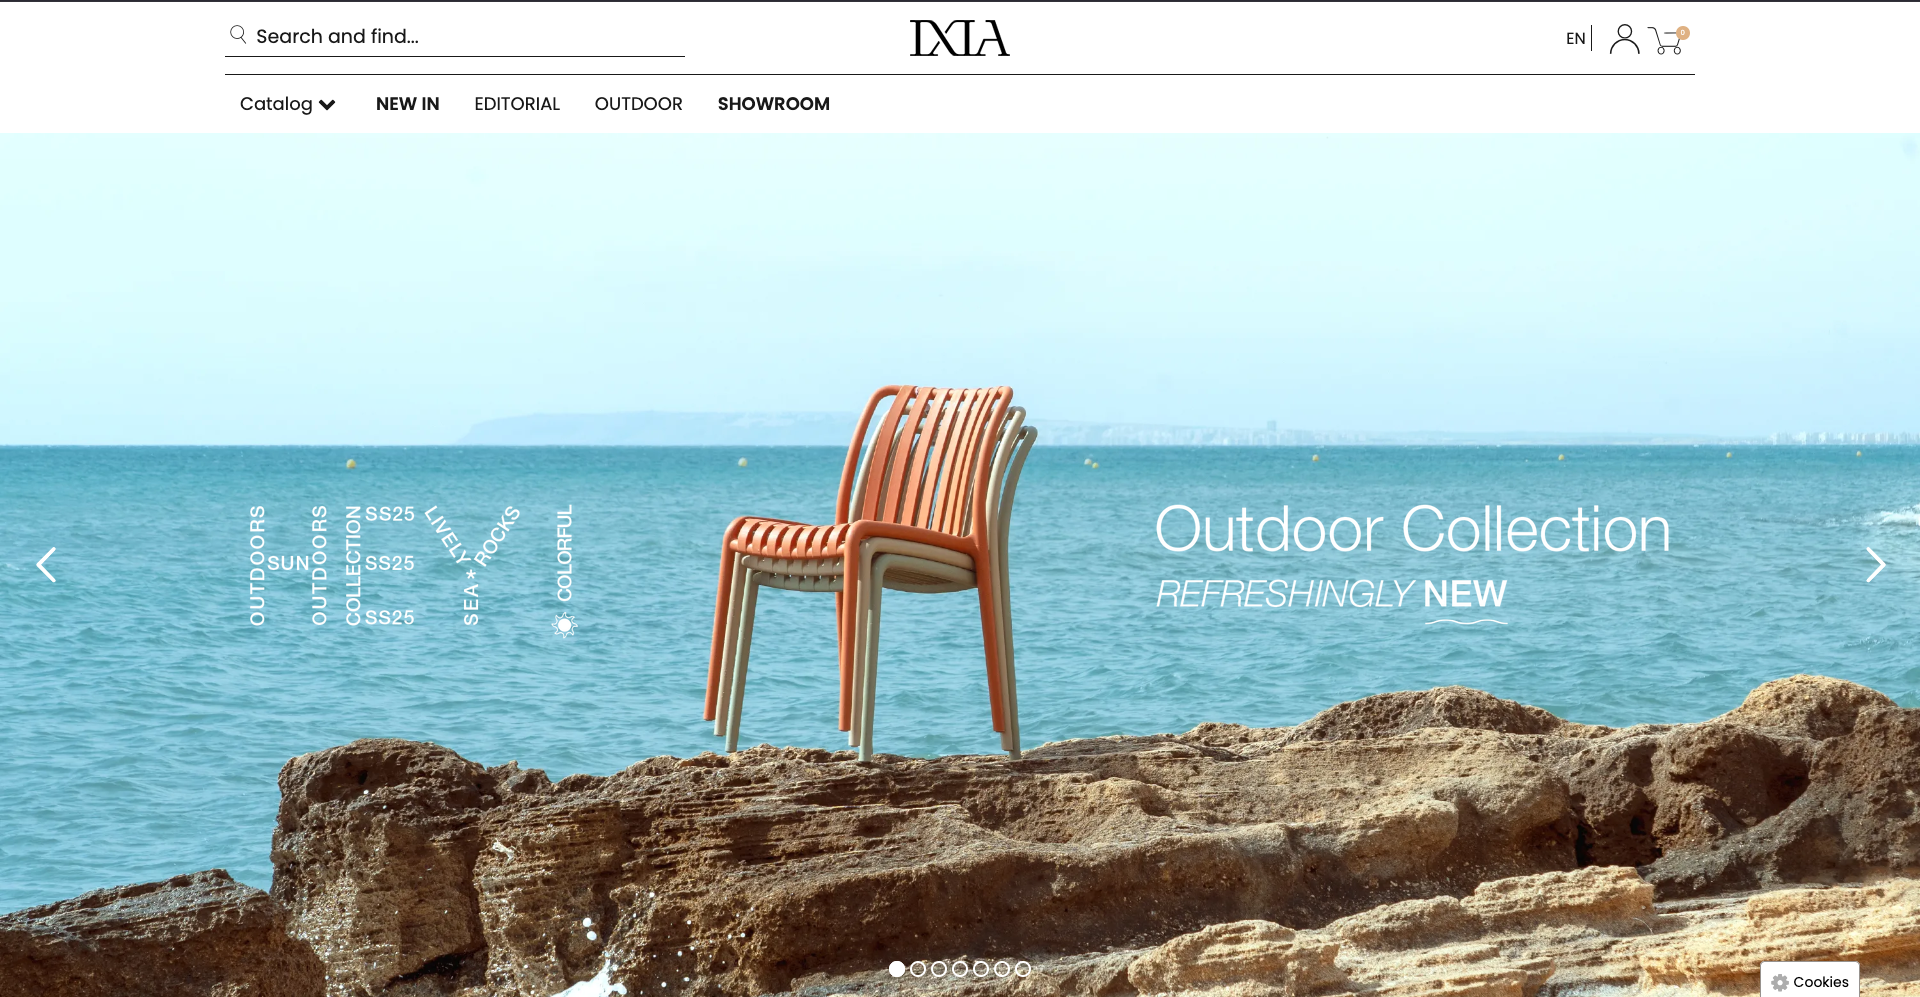 Search and find...
IXIA
EN
0
Catalog
NEW IN
EDITORIAL
OUTDOOR
SHOWROOM
OUTDOORS
SUN
OUTDOORS
COLLECTION
SS25
SS25
SS25
LIVELY
ROCKS
SEA *
COLORFUL
Outdoor Collection
REFRESHINGLY NEW
Cookies